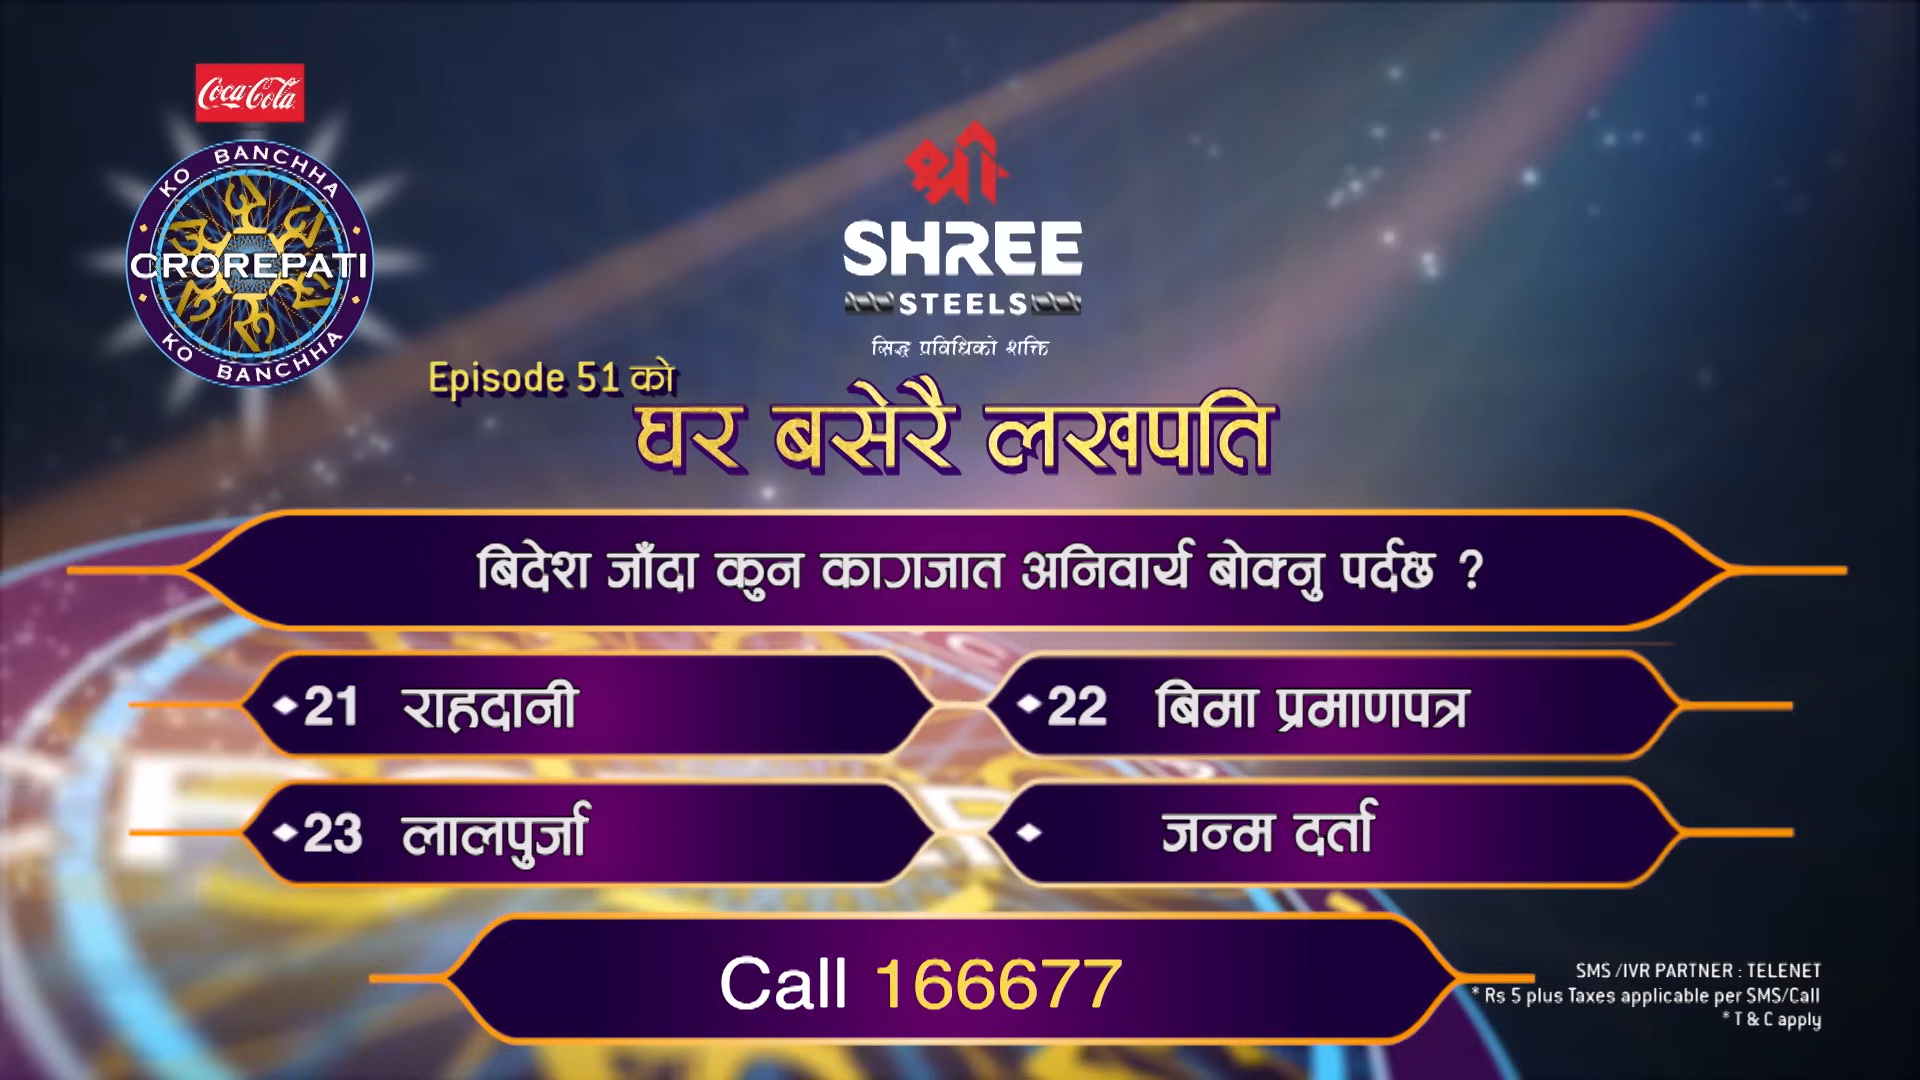 Coca-Cola
KO BANCHHA
CROREPATI
KO BANCHHA
श्री
SHREE
STEELS
सिद्ध प्रविधिको शक्ति
Episode 51 को
घर बसेरै लखपति
बिदेश जाँदा कुन कागजात अनिवार्य बोक्नु पर्दछ ?
21 राहदानी
22 बिमा प्रमाणपत्र
23 लालपुर्जा
जन्म दर्ता
Call 166677
SMS /IVR PARTNER : TELENET
* Rs 5 plus Taxes applicable per SMS/Call
* T & C apply